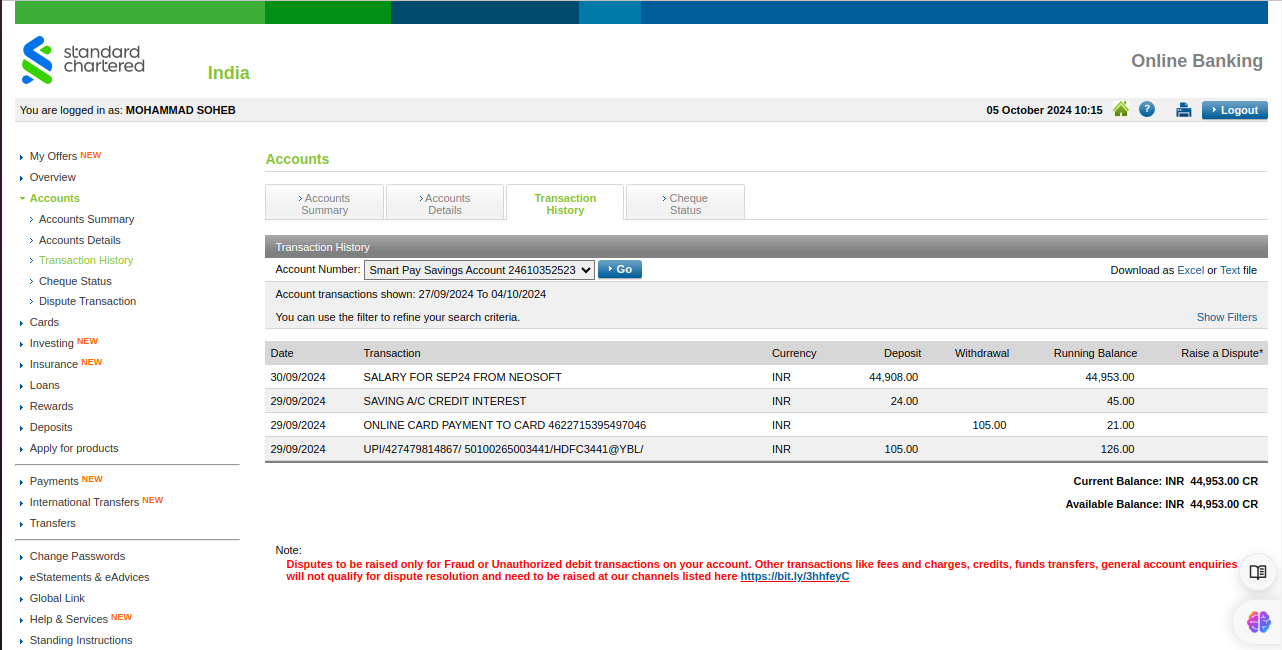 standard
chartered
India
Online Banking
You are logged in as: MOHAMMAD SOHEB
05 October 2024 10:15
?
Logout
My Offers NEW
Overview
Accounts
Accounts Summary
Accounts Details
Transaction History
Cheque Status
Dispute Transaction
Cards
Investing NEW
Insurance NEW
Loans
Rewards
Deposits
Apply for products
Payments NEW
International Transfers NEW
Transfers
Change Passwords
eStatements & eAdvices
Global Link
Help & Services NEW
Standing Instructions
Accounts
Accounts
Summary
Accounts
Details
Transaction
History
Cheque
Status
Transaction History
Account Number: Smart Pay Savings Account 24610352523 Go
Download as Excel or Text file
Account transactions shown: 27/09/2024 To 04/10/2024
You can use the filter to refine your search criteria.
Show Filters
Date Transaction Currency Deposit Withdrawal Running Balance Raise a Dispute*
30/09/2024 SALARY FOR SEP24 FROM NEOSOFT INR 44,908.00 44,953.00
29/09/2024 SAVING A/C CREDIT INTEREST INR 24.00 45.00
29/09/2024 ONLINE CARD PAYMENT TO CARD 4622715395497046 INR 105.00 21.00
29/09/2024 UPI/427479814867/ 50100265003441/HDFC3441@YBL/ INR 105.00 126.00
Current Balance: INR 44,953.00 CR
Available Balance: INR 44,953.00 CR
Note:
Disputes to be raised only for Fraud or Unauthorized debit transactions on your account. Other transactions like fees and charges, credits, funds transfers, general account enquiries
will not qualify for dispute resolution and need to be raised at our channels listed here https://bit.ly/3hhfeyC